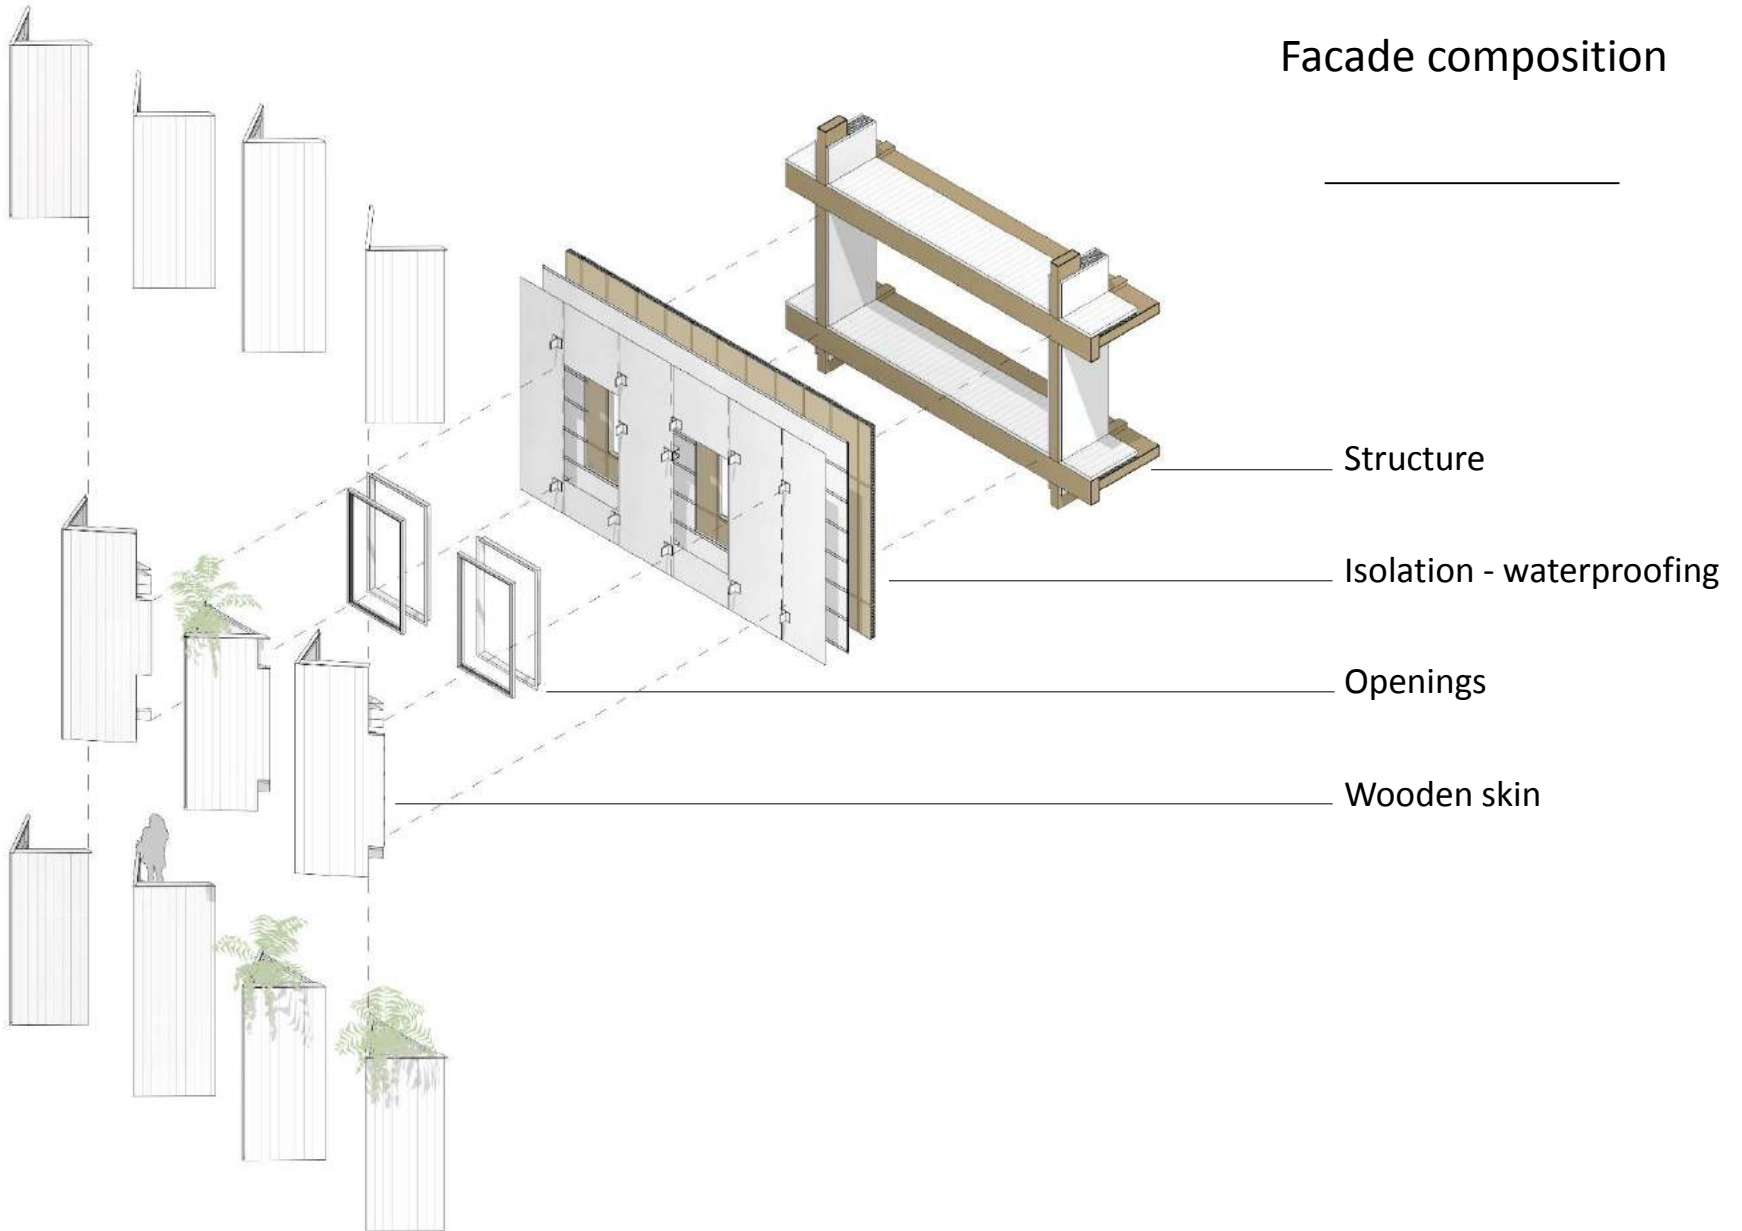 Facade composition
Structure
Isolation - waterproofing
Openings
Wooden skin